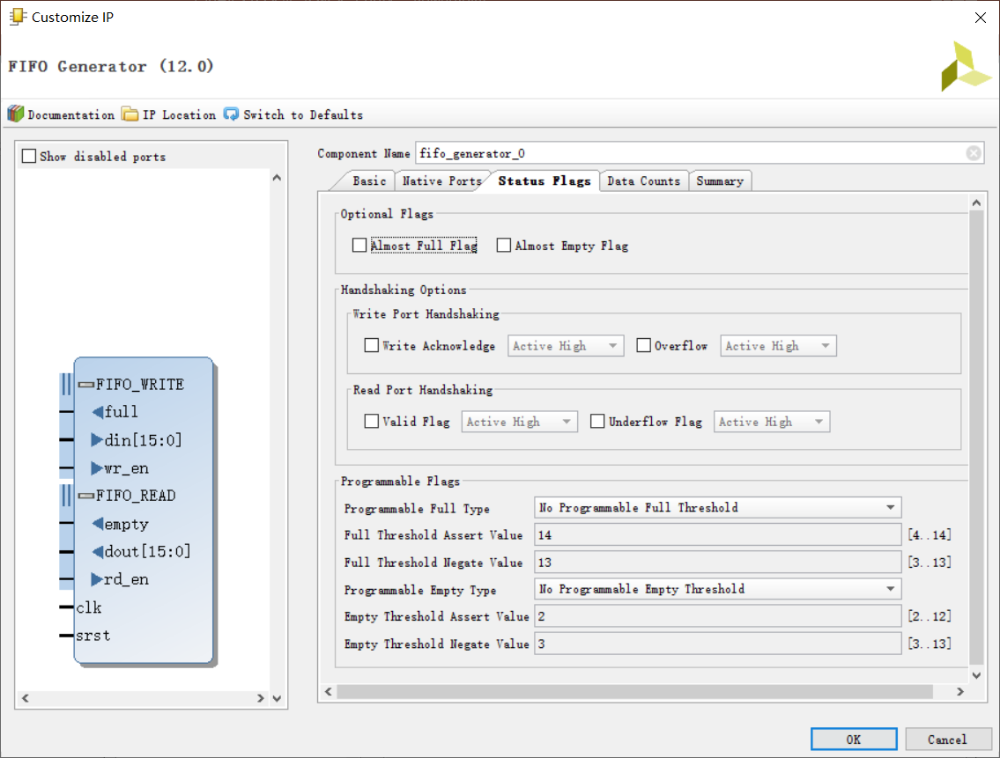 Customize IP
FIFO Generator (12.0)
Documentation IP Location Switch to Defaults
Show disabled ports
FIFO_WRITE
full
din[15:0]
wr_en
FIFO_READ
empty
dout[15:0]
rd_en
clk
srst
Component Name fifo_generator_0
Basic Native Ports Status Flags Data Counts Summary
Optional Flags
Almost Full Flag Almost Empty Flag
Handshaking Options
Write Port Handshaking
Write Acknowledge Active High Overflow Active High
Read Port Handshaking
Valid Flag Active High Underflow Flag Active High
Programmable Flags
Programmable Full Type No Programmable Full Threshold
Full Threshold Assert Value 14 [4..14]
Full Threshold Negate Value 13 [3..13]
Programmable Empty Type No Programmable Empty Threshold
Empty Threshold Assert Value 2 [2..12]
Empty Threshold Negate Value 3 [3..13]
OK Cancel